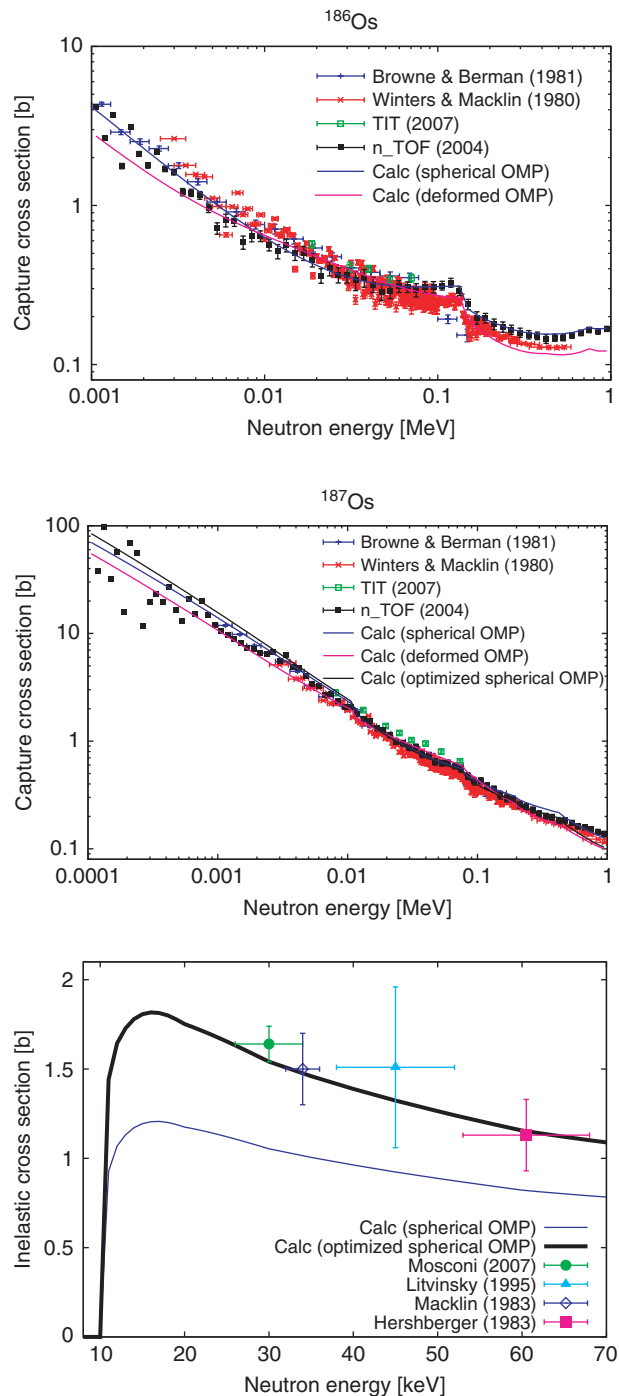 ¹⁸⁶Os
Capture cross section [b]
10
1
0.1
Browne & Berman (1981)
Winters & Macklin (1980)
TIT (2007)
n_TOF (2004)
Calc (spherical OMP)
Calc (deformed OMP)
0.001
0.01
0.1
1
Neutron energy [MeV]
¹⁸⁷Os
Capture cross section [b]
100
10
1
0.1
Browne & Berman (1981)
Winters & Macklin (1980)
TIT (2007)
n_TOF (2004)
Calc (spherical OMP)
Calc (deformed OMP)
Calc (optimized spherical OMP)
0.0001
0.001
0.01
0.1
1
Neutron energy [MeV]
Inelastic cross section [b]
2
1.5
1
0.5
0
Calc (spherical OMP)
Calc (optimized spherical OMP)
Mosconi (2007)
Litvinsky (1995)
Macklin (1983)
Hershberger (1983)
10
20
30
40
50
60
70
Neutron energy [keV]